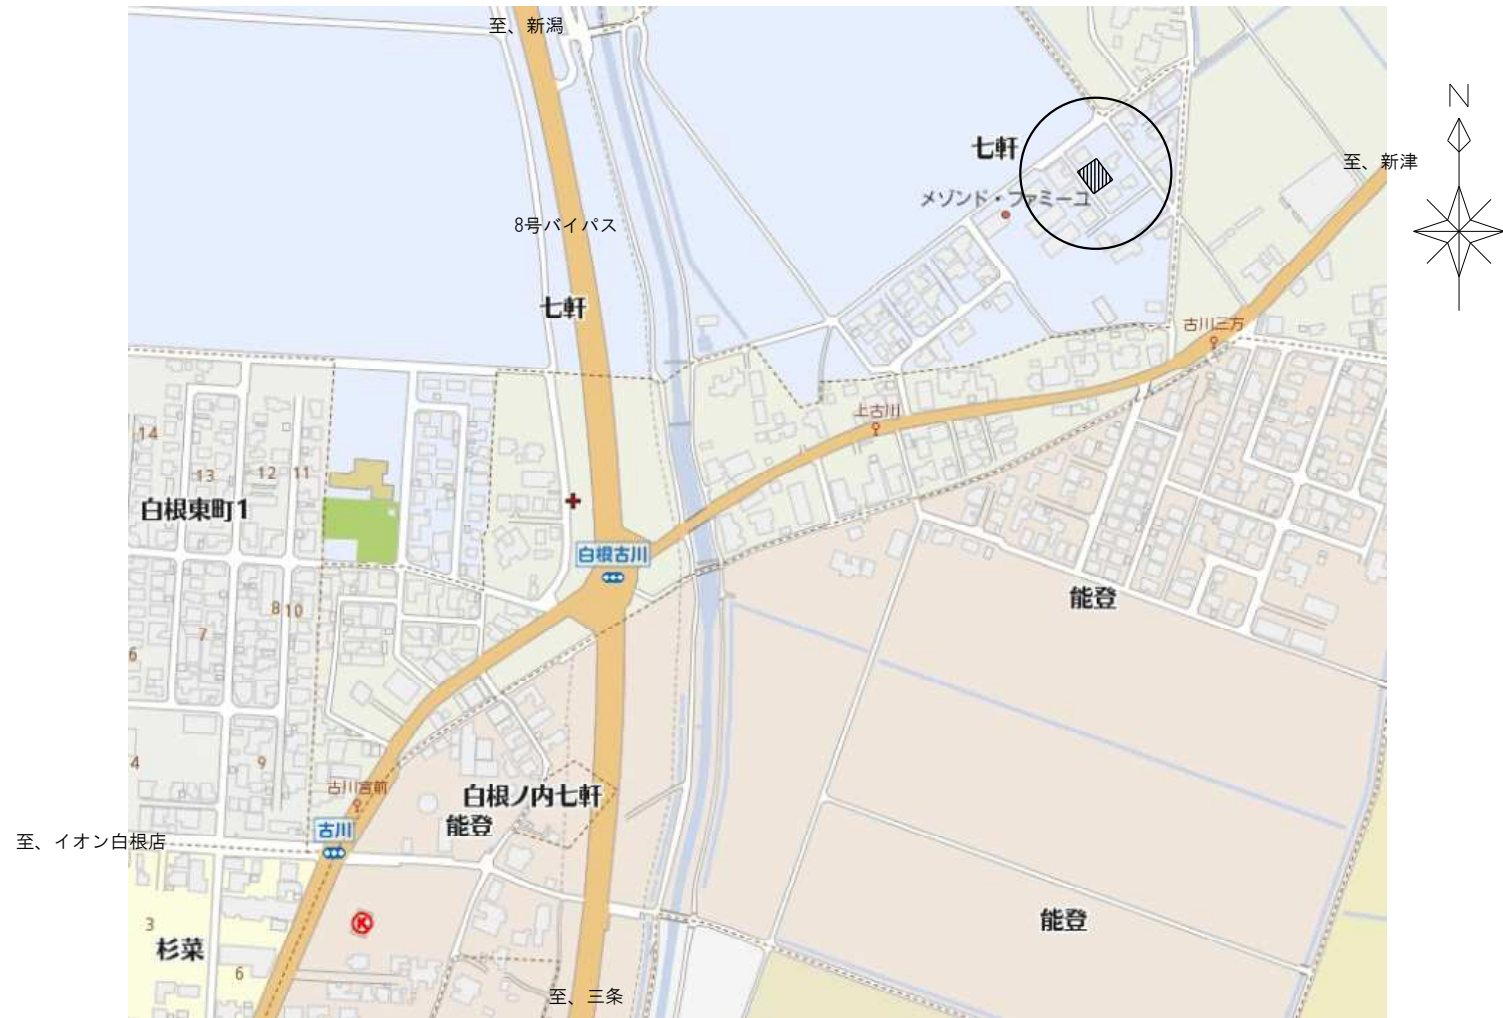 至、新潟
N
七軒
至、新津
メゾンド・ファミーユ
8号バイパス
七軒
古川三万
上古川
14
13
12
11
白根東町1
白根古川
能登
8
10
7
6
4
9
古川宮前
白根ノ内七軒
能登
古川
至、イオン白根店
K
3
杉菜
6
能登
至、三条